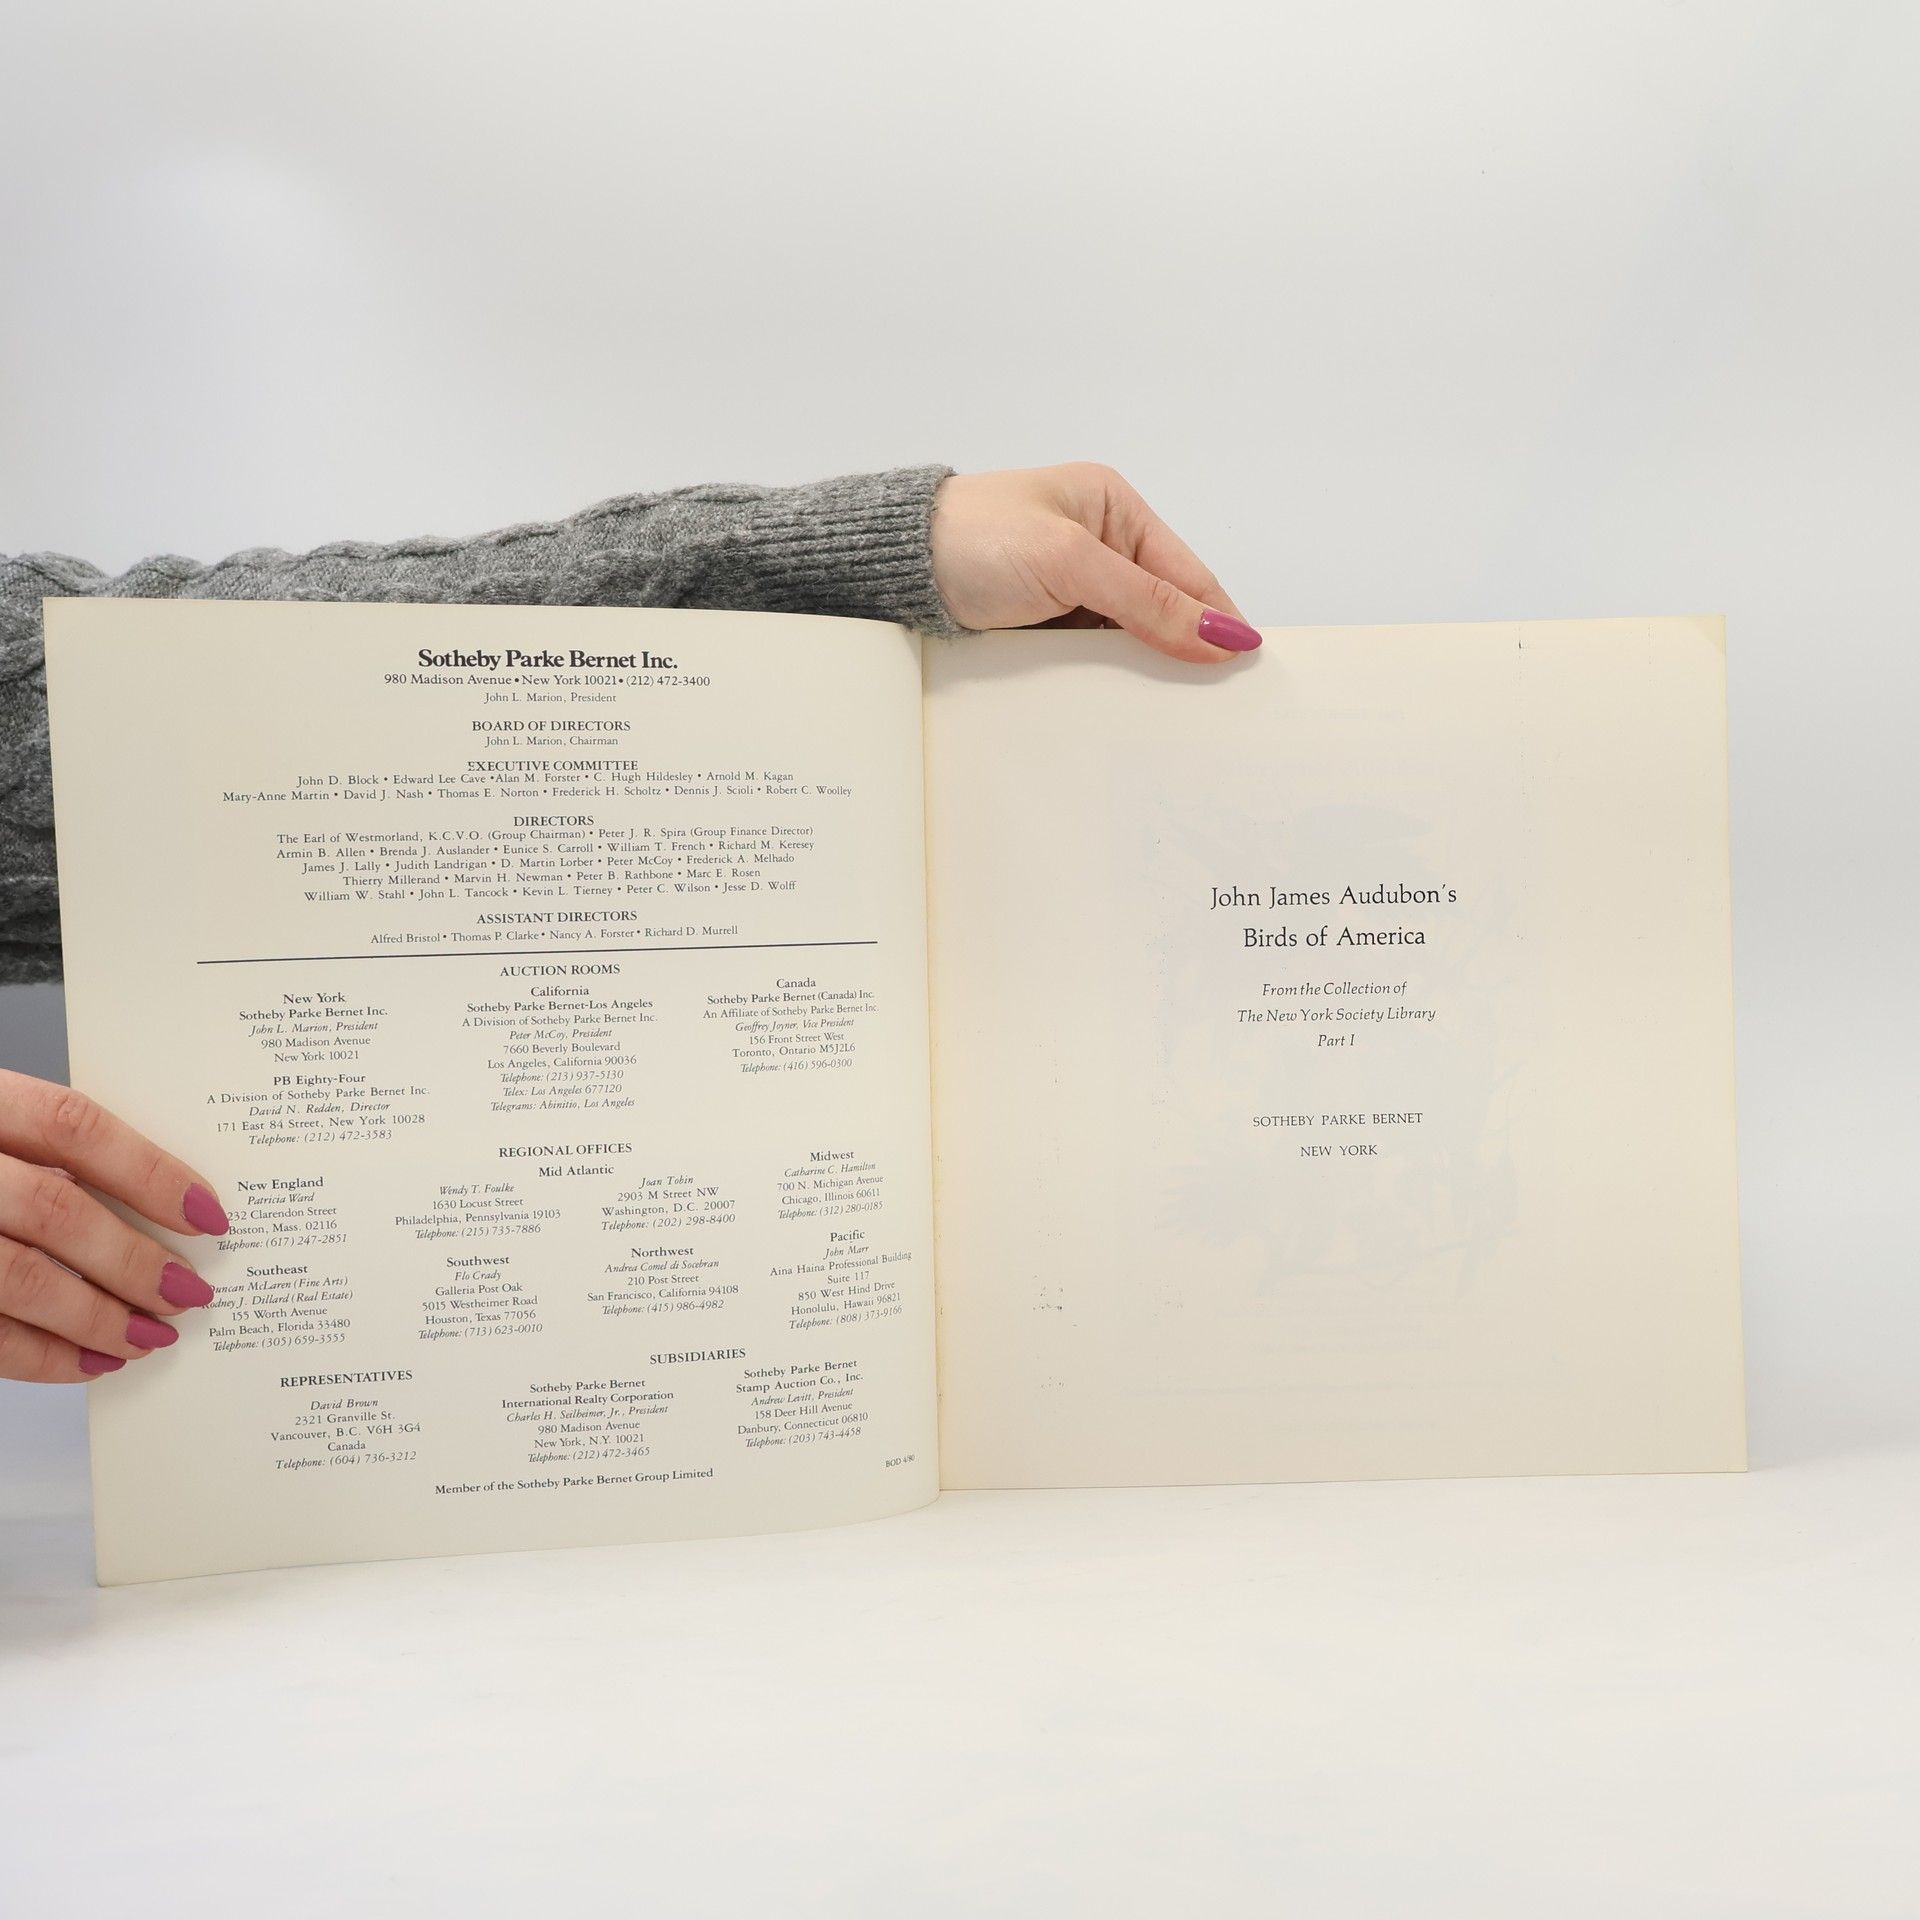 Sotheby Parke Bernet Inc.
980 Madison Avenue • New York 10021 • (212) 472-3400
John L. Marion, President
BOARD OF DIRECTORS
John L. Marion, Chairman
EXECUTIVE COMMITTEE
John D. Block • Edward Lee Cave • Alan M. Forster • C. Hugh Hildesley • Arnold M. Kagan
Mary-Anne Martin • David J. Nash • Thomas E. Norton • Frederick H. Scholtz • Dennis J. Scioli • Robert C. Woolley
DIRECTORS
The Earl of Westmorland, K.C.V.O. (Group Chairman) • Peter J. R. Spira (Group Finance Director)
Armin B. Allen • Brenda J. Auslander • Eunice S. Carroll • William T. French • Richard M. Keresey
James J. Lally • Judith Landrigan • D. Martin Lorber • Peter McCoy • Frederick A. Melhado
Thierry Millerand • Marvin H. Newman • Peter B. Rathbone • Marc E. Rosen
William W. Stahl • John L. Tancock • Kevin L. Tierney • Peter C. Wilson • Jesse D. Wolff
ASSISTANT DIRECTORS
Alfred Bristol • Thomas P. Clarke • Nancy A. Forster • Richard D. Murrell
AUCTION ROOMS
New York
Sotheby Parke Bernet Inc.
John L. Marion, President
980 Madison Avenue
New York 10021
PB Eighty-Four
A Division of Sotheby Parke Bernet Inc.
David N. Redden, Director
171 East 84 Street, New York 10028
Telephone: (212) 472-3583
California
Sotheby Parke Bernet-Los Angeles
A Division of Sotheby Parke Bernet Inc.
Peter McCoy, President
7660 Beverly Boulevard
Los Angeles, California 90036
Telephone: (213) 937-5130
Telex: Los Angeles 677120
Telegrams: Abinitio, Los Angeles
Canada
Sotheby Parke Bernet (Canada) Inc.
An Affiliate of Sotheby Parke Bernet Inc.
Geoffrey Joyner, Vice President
156 Front Street West
Toronto, Ontario M5J2L6
Telephone: (416) 596-0300
REGIONAL OFFICES
New England
Patricia Ward
232 Clarendon Street
Boston, Mass. 02116
Telephone: (617) 247-2851
Mid Atlantic
Wendy T. Foulke
1630 Locust Street
Philadelphia, Pennsylvania 19103
Telephone: (215) 735-7886
Joan Tobin
2903 M Street NW
Washington, D.C. 20007
Telephone: (202) 298-8400
Midwest
Catharine C. Hamilton
700 N. Michigan Avenue
Chicago, Illinois 60611
Telephone: (312) 280-0185
Southeast
Duncan McLaren (Fine Arts)
Rodney J. Dillard (Real Estate)
155 Worth Avenue
Palm Beach, Florida 33480
Telephone: (305) 659-3555
Southwest
Flo Crady
Galleria Post Oak
5015 Westheimer Road
Houston, Texas 77056
Telephone: (713) 623-0010
Northwest
Andrea Comel di Socebran
210 Post Street
San Francisco, California 94108
Telephone: (415) 986-4982
Pacific
John Marr
Aina Haina Professional Building
Suite 117
850 West Hind Drive
Honolulu, Hawaii 96821
Telephone: (808) 373-9166
REPRESENTATIVES
David Brown
2321 Granville St.
Vancouver, B.C. V6H 3G4
Canada
Telephone: (604) 736-3212
SUBSIDIARIES
Sotheby Parke Bernet
International Realty Corporation
Charles H. Seilheimer, Jr., President
980 Madison Avenue
New York, N.Y. 10021
Telephone: (212) 472-3465
Sotheby Parke Bernet
Stamp Auction Co., Inc.
Andrew Levitt, President
158 Deer Hill Avenue
Danbury, Connecticut 06810
Telephone: (203) 743-4458
Member of the Sotheby Parke Bernet Group Limited
BOD 4/80
John James Audubon's
Birds of America
From the Collection of
The New York Society Library
Part I
SOTHEBY PARKE BERNET
NEW YORK